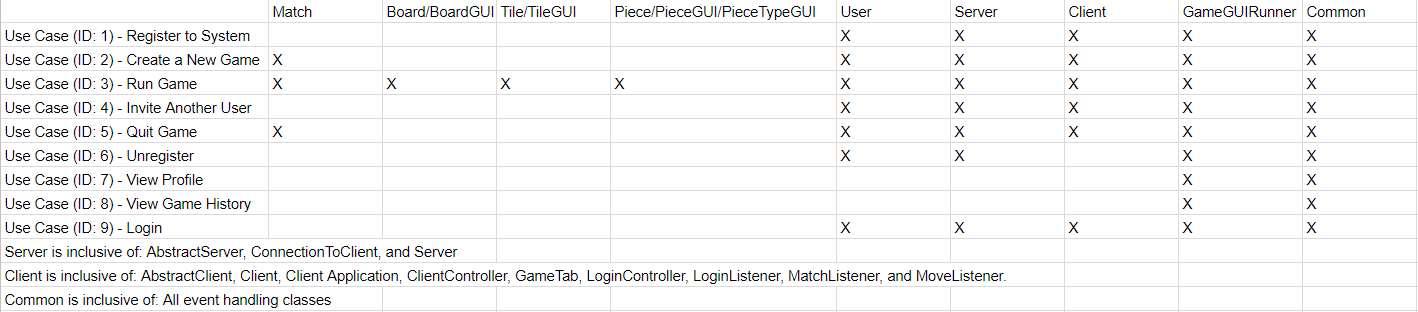 Match Board/BoardGUI Tile/TileGUI Piece/PieceGUI/PieceTypeGUI User Server Client GameGUIRunner Common
Use Case (ID: 1) - Register to System X X X X X
Use Case (ID: 2) - Create a New Game X X X X X X
Use Case (ID: 3) - Run Game X X X X X X X X X
Use Case (ID: 4) - Invite Another User X X X X X
Use Case (ID: 5) - Quit Game X X X X X X
Use Case (ID: 6) - Unregister X X X X
Use Case (ID: 7) - View Profile X X
Use Case (ID: 8) - View Game History X X
Use Case (ID: 9) - Login X X X X X
Server is inclusive of: AbstractServer, ConnectionToClient, and Server
Client is inclusive of: AbstractClient, Client, Client Application, ClientController, GameTab, LoginController, LoginListener, MatchListener, and MoveListener.
Common is inclusive of: All event handling classes